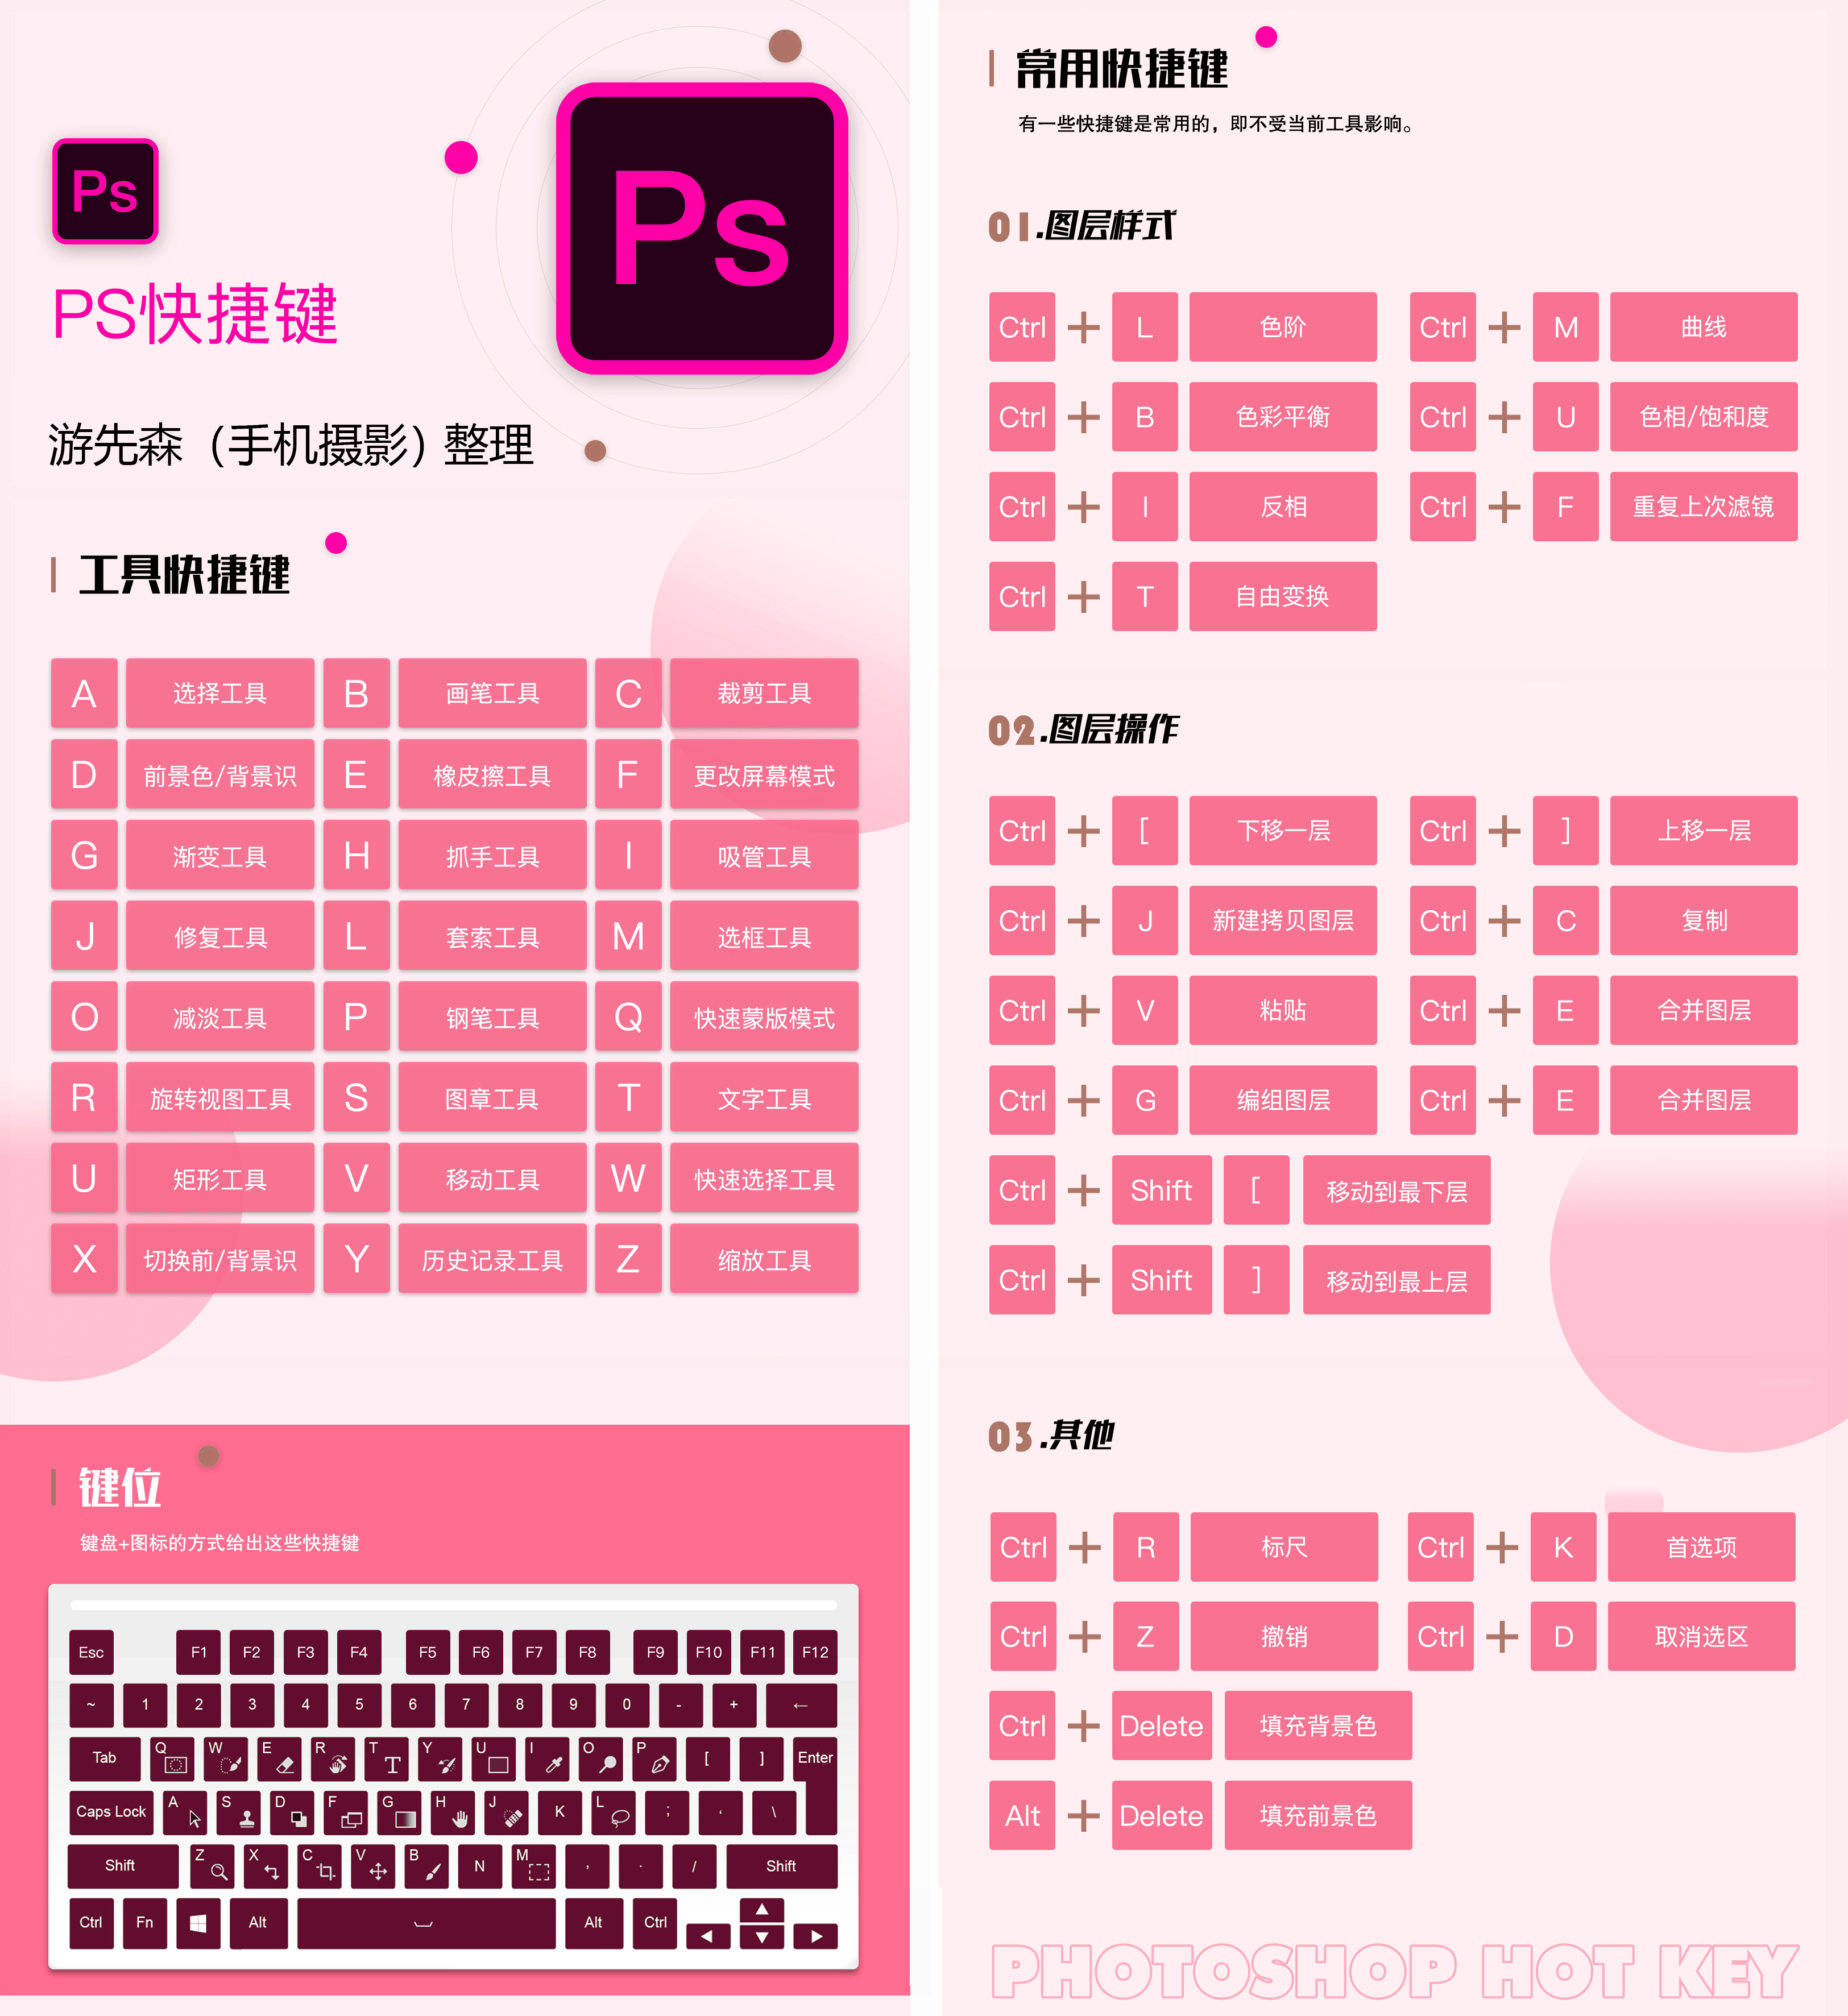 Ps
Ps
PS快捷键
游先森（手机摄影）整理
工具快捷键
A 选择工具 B 画笔工具 C 裁剪工具
D 前景色/背景识 E 橡皮擦工具 F 更改屏幕模式
G 渐变工具 H 抓手工具 I 吸管工具
J 修复工具 L 套索工具 M 选框工具
O 减淡工具 P 钢笔工具 Q 快速蒙版模式
R 旋转视图工具 S 图章工具 T 文字工具
U 矩形工具 V 移动工具 W 快速选择工具
X 切换前/背景识 Y 历史记录工具 Z 缩放工具
键位
键盘+图标的方式给出这些快捷键
Esc F1 F2 F3 F4 F5 F6 F7 F8 F9 F10 F11 F12
~ 1 2 3 4 5 6 7 8 9 0 - + ←
Tab Q W E R T Y U I O P [ ] Enter
Caps Lock A S D F G H J K L ; ‘ \
Shift Z X C V B N M , . / Shift
Ctrl Fn Alt Alt Ctrl ◀ ▲ ▼ ▶
常用快捷键
有一些快捷键是常用的，即不受当前工具影响。
01.图层样式
Ctrl + L 色阶 Ctrl + M 曲线
Ctrl + B 色彩平衡 Ctrl + U 色相/饱和度
Ctrl + I 反相 Ctrl + F 重复上次滤镜
Ctrl + T 自由变换
02.图层操作
Ctrl + [ 下移一层 Ctrl + ] 上移一层
Ctrl + J 新建拷贝图层 Ctrl + C 复制
Ctrl + V 粘贴 Ctrl + E 合并图层
Ctrl + G 编组图层 Ctrl + E 合并图层
Ctrl + Shift [ 移动到最下层
Ctrl + Shift ] 移动到最上层
03.其他
Ctrl + R 标尺 Ctrl + K 首选项
Ctrl + Z 撤销 Ctrl + D 取消选区
Ctrl + Delete 填充背景色
Alt + Delete 填充前景色
PHOTOSHOP HOT KEY